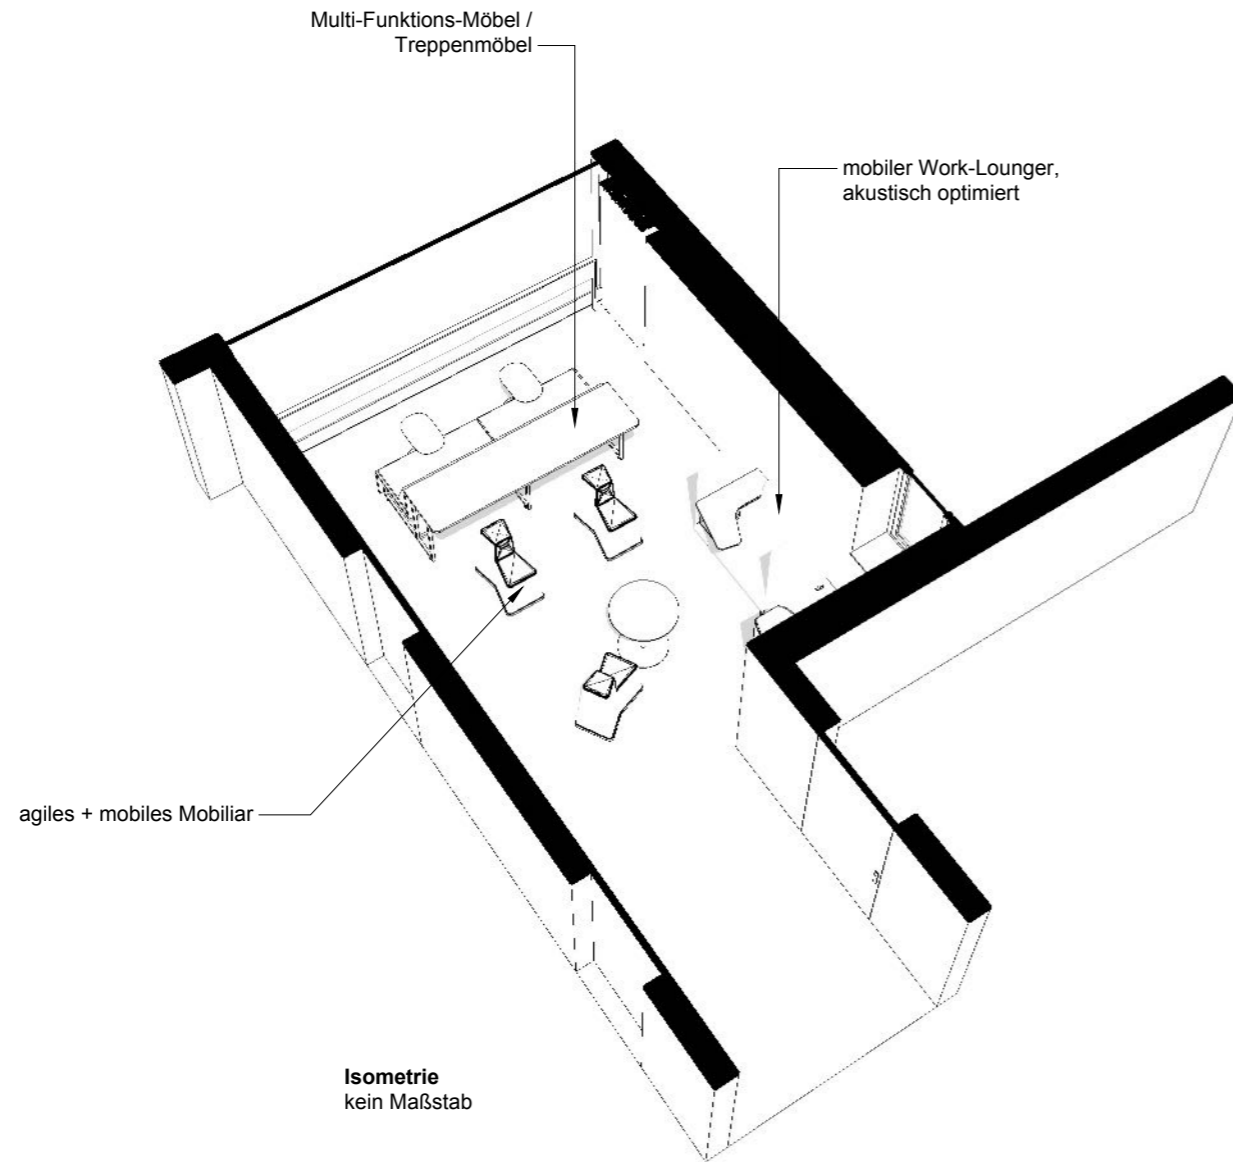 Multi-Funktions-Möbel /
Treppenmöbel
mobiler Work-Lounger,
akustisch optimiert
agiles + mobiles Mobiliar
Isometrie
kein Maßstab